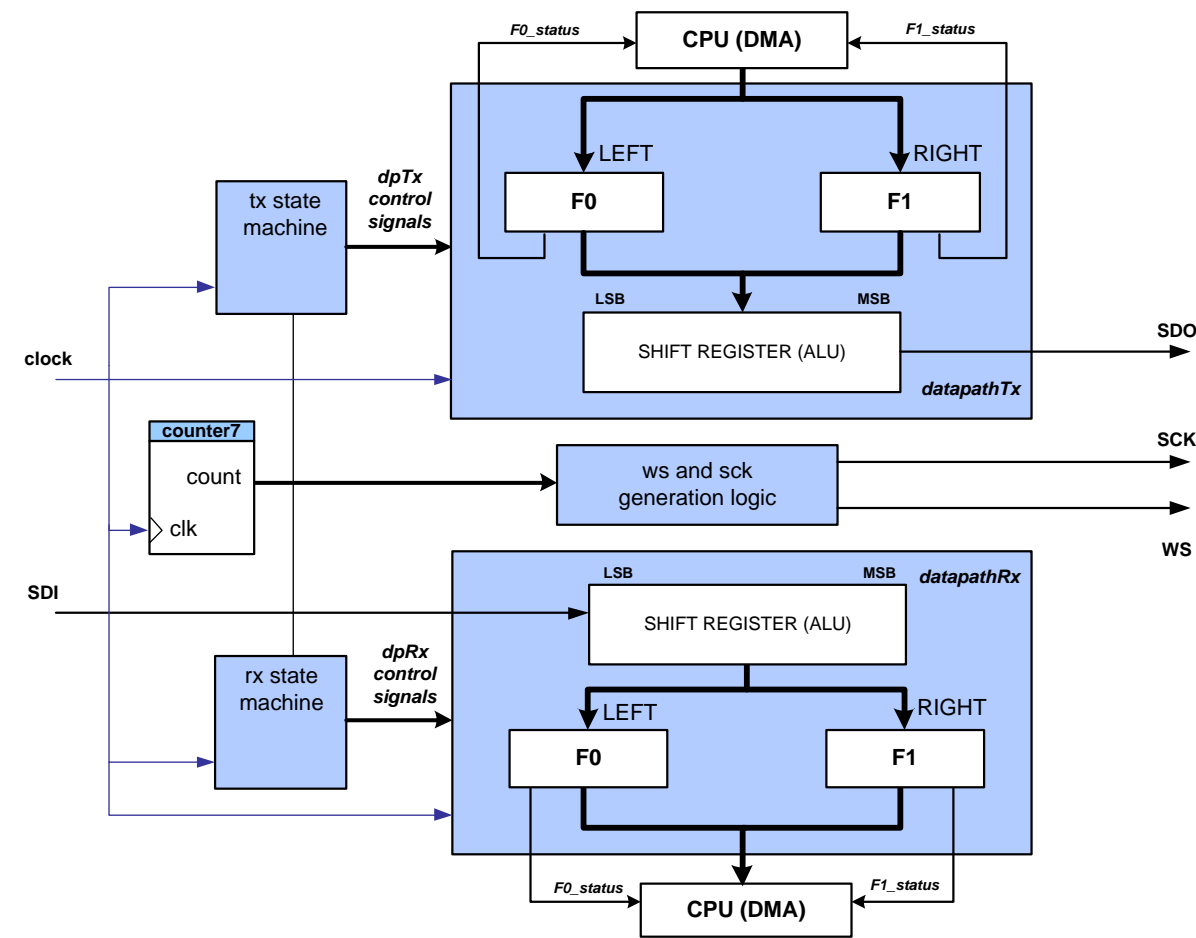 F0_status
CPU (DMA)
F1_status
LEFT
RIGHT
F0
F1
tx state
machine
dpTx
control
signals
LSB
MSB
SHIFT REGISTER (ALU)
datapathTx
SDO
clock
counter7
count
clk
ws and sck
generation logic
SCK
WS
SDI
LSB
MSB
datapathRx
SHIFT REGISTER (ALU)
rx state
machine
dpRx
control
signals
LEFT
RIGHT
F0
F1
F0_status
F1_status
CPU (DMA)